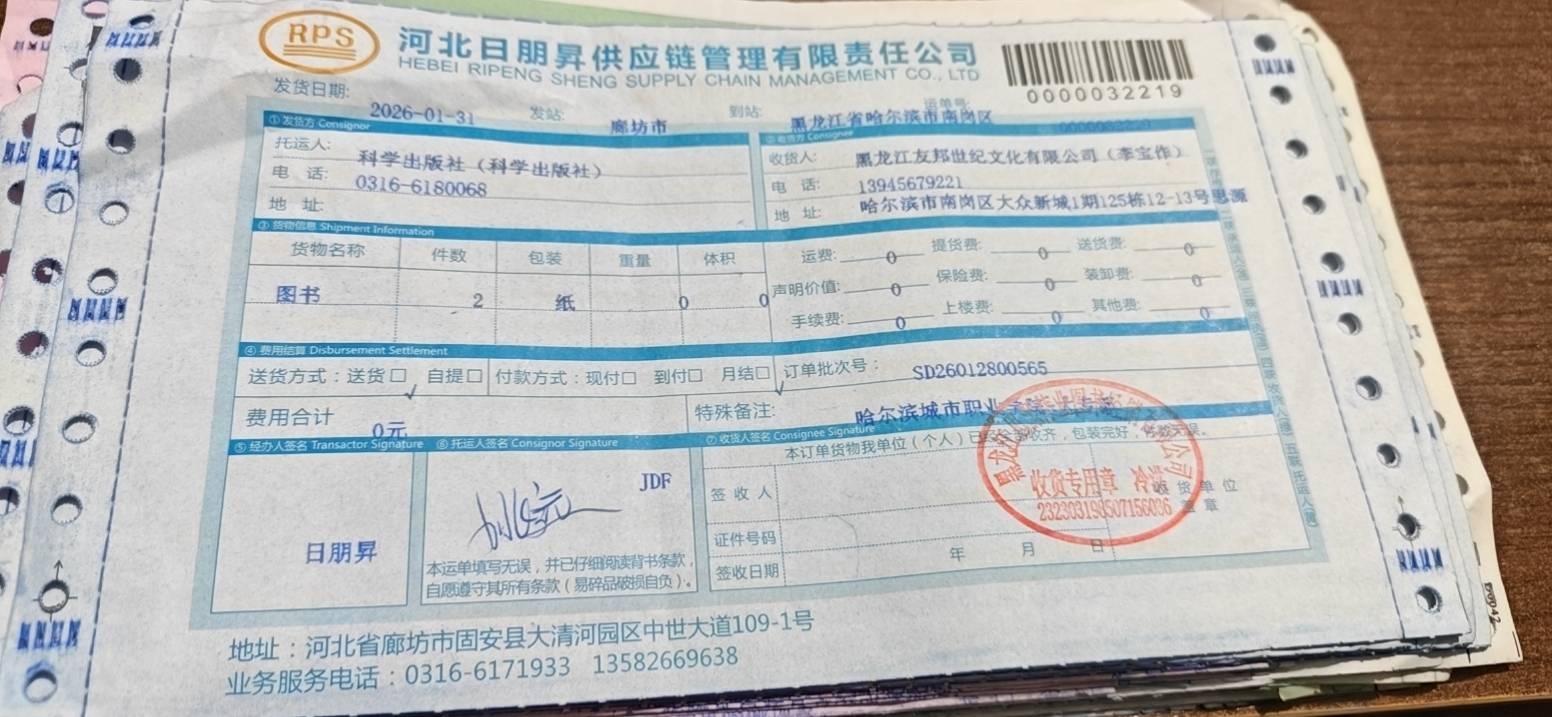 RPS
河北日朋昇供应链管理有限责任公司
HEBEI RIPENG SHENG SUPPLY CHAIN MANAGEMENT CO., LTD
0000032219
发货日期: 2026-01-31 发站: 廊坊市 到站: 黑龙江省哈尔滨市南岗区 运单号:
①发货方 Consignor
托运人: 科学出版社（科学出版社）
电 话: 0316-6180068
地 址:
Consignee
收货人: 黑龙江友邦世纪文化有限公司（李宝作）
电 话: 13945679221
地 址: 哈尔滨市南岗区大众新城1期125栋12-13号思源
③货物信息 Shipment Information
货物名称 件数 包装 重量 体积
图书 2 纸 0 0
运费: 0 提货费: 0 送货费: 0
声明价值: 0 保险费: 0 装卸费: 0
手续费: 0 上楼费: 0 其他费: 0
④费用结算 Disbursement Settlement
送货方式：送货□ √ 自提□ 付款方式：现付□ 到付□ 月结□ √ 订单批次号： SD26012800565
费用合计 0元 特殊备注: 哈尔滨城市职业
⑤经办人签名 Transactor Signature ⑥托运人签名 Consignor Signature ⑦收货人签名 Consignee Signature
本订单货物我单位（个人）已 收齐，包装完好，
日朋昇
JDF
本运单填写无误，并已仔细阅读背书条款，
自愿遵守其所有条款（易碎品破损自负）。
签收人
证件号码
签收日期 年 月 日
收货单位
盖章
收货专用章
232303198507156036
地址：河北省廊坊市固安县大清河园区中世大道109-1号
业务服务电话：0316-6171933 13582669638